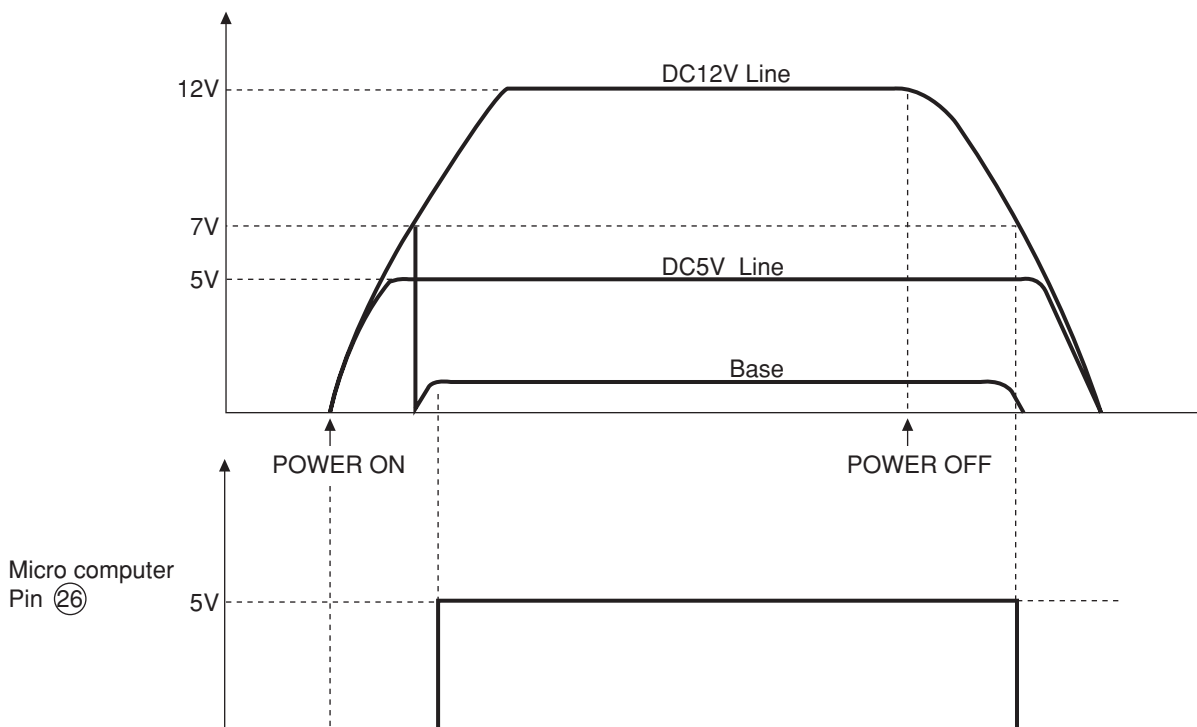 12V
DC12V Line
7V
5V
DC5V  Line
Base
POWER ON
POWER OFF
Micro computer
Pin 26
5V